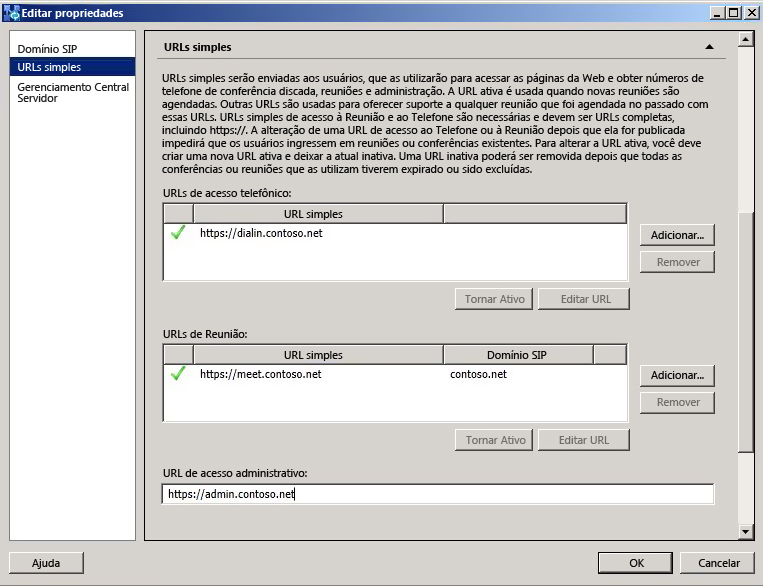 Editar propriedades
Domínio SIP
URLs simples
Gerenciamento Central
Servidor
URLs simples
URLs simples serão enviadas aos usuários, que as utilizarão para acessar as páginas da Web e obter números de
telefone de conferência discada, reuniões e administração. A URL ativa é usada quando novas reuniões são
agendadas. Outras URLs são usadas para oferecer suporte a qualquer reunião que foi agendada no passado com
essas URLs. URLs simples de acesso à Reunião e ao Telefone são necessárias e devem ser URLs completas,
incluindo https://. A alteração de uma URL de acesso ao Telefone ou à Reunião depois que ela for publicada
impedirá que os usuários ingressem em reuniões ou conferências existentes. Para alterar a URL ativa, você deve
criar uma nova URL ativa e deixar a atual inativa. Uma URL inativa poderá ser removida depois que todas as
conferências ou reuniões que as utilizam tiverem expirado ou sido excluídas.
URLs de acesso telefônico:
URL simples
https://dialin.contoso.net
Adicionar...
Remover
Tornar Ativo Editar URL
URLs de Reunião:
URL simples Domínio SIP
https://meet.contoso.net contoso.net
Adicionar...
Remover
Tornar Ativo Editar URL
URL de acesso administrativo:
https://admin.contoso.net
Ajuda OK Cancelar